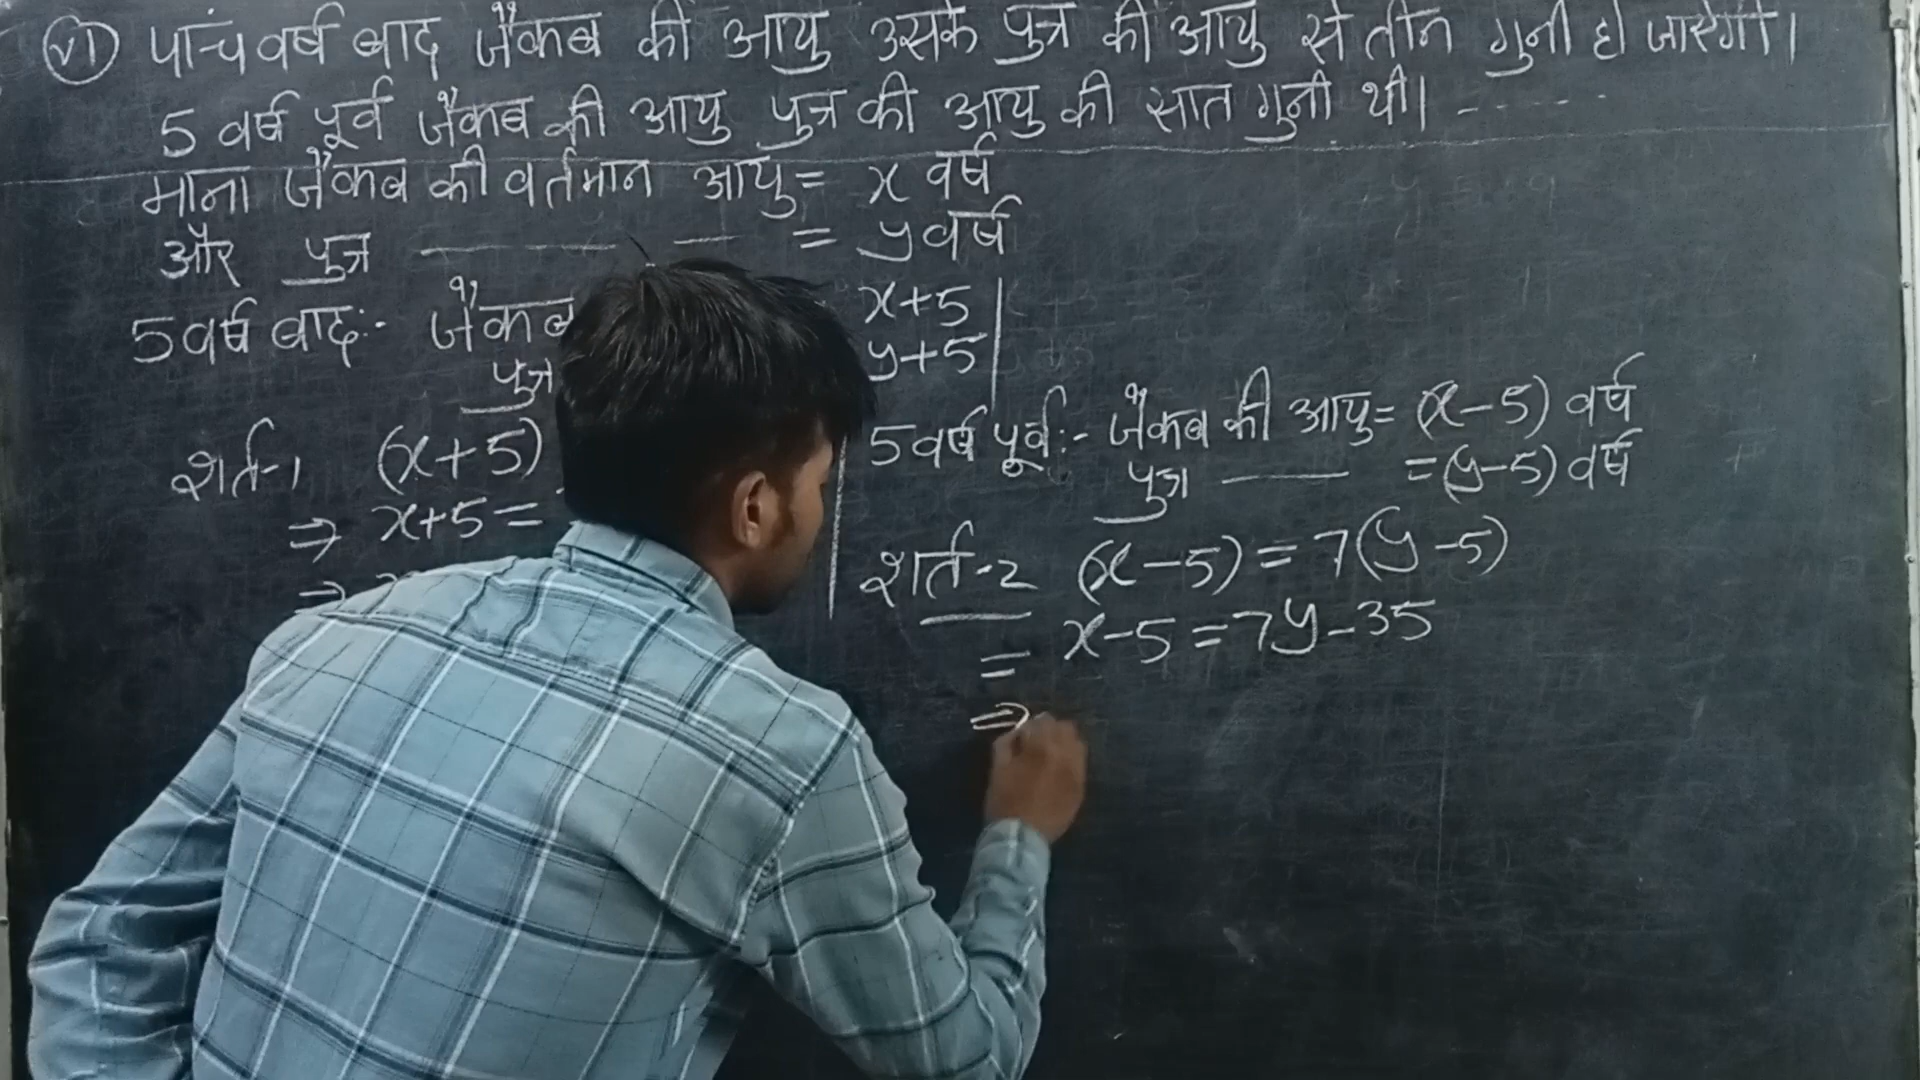 (vi) पांच वर्ष बाद जैकब की आयु उसके पुत्र की आयु से तीन गुनी हो जाएगी।
5 वर्ष पूर्व जैकब की आयु पुत्र की आयु की सात गुनी थी। - - - - - -
माना जैकब की वर्तमान आयु = x वर्ष
और पुत्र ——— — = y वर्ष
5 वर्ष बाद:- जैकब x+5
पुत्र y+5
शर्त-1 (x+5)
⇒ x+5 =
⇒
5 वर्ष पूर्व:- जैकब की आयु = (x-5) वर्ष
पुत्र ——— = (y-5) वर्ष
शर्त-2 (x-5) = 7(y-5)
= x-5 = 7y-35
⇒